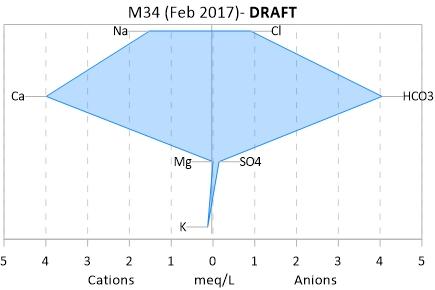 M34 (Feb 2017)- DRAFT
Na Cl
Ca HCO3
Mg SO4
K
5 4 3 2 1 0 1 2 3 4 5
Cations meq/L Anions